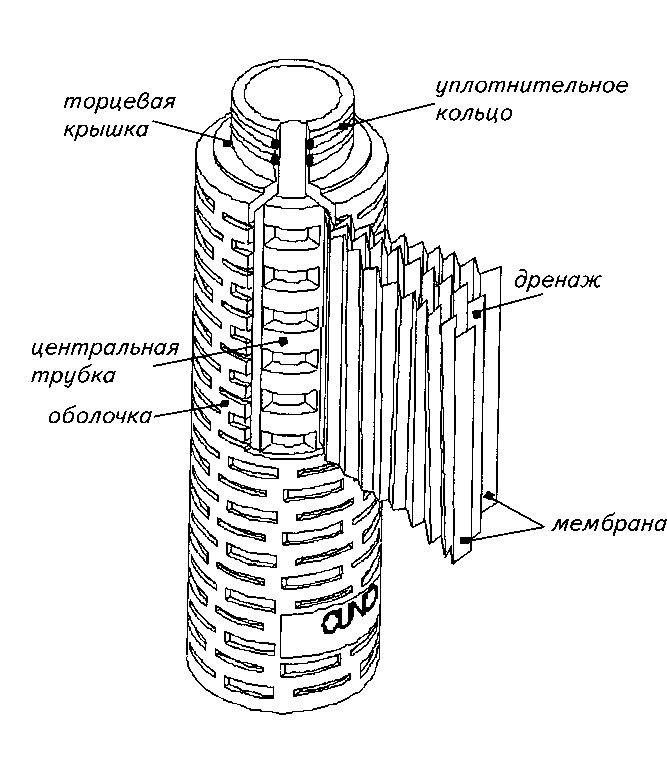 торцевая
крышка
уплотнительное
кольцо
дренаж
центральная
трубка
оболочка
мембрана
CUNO